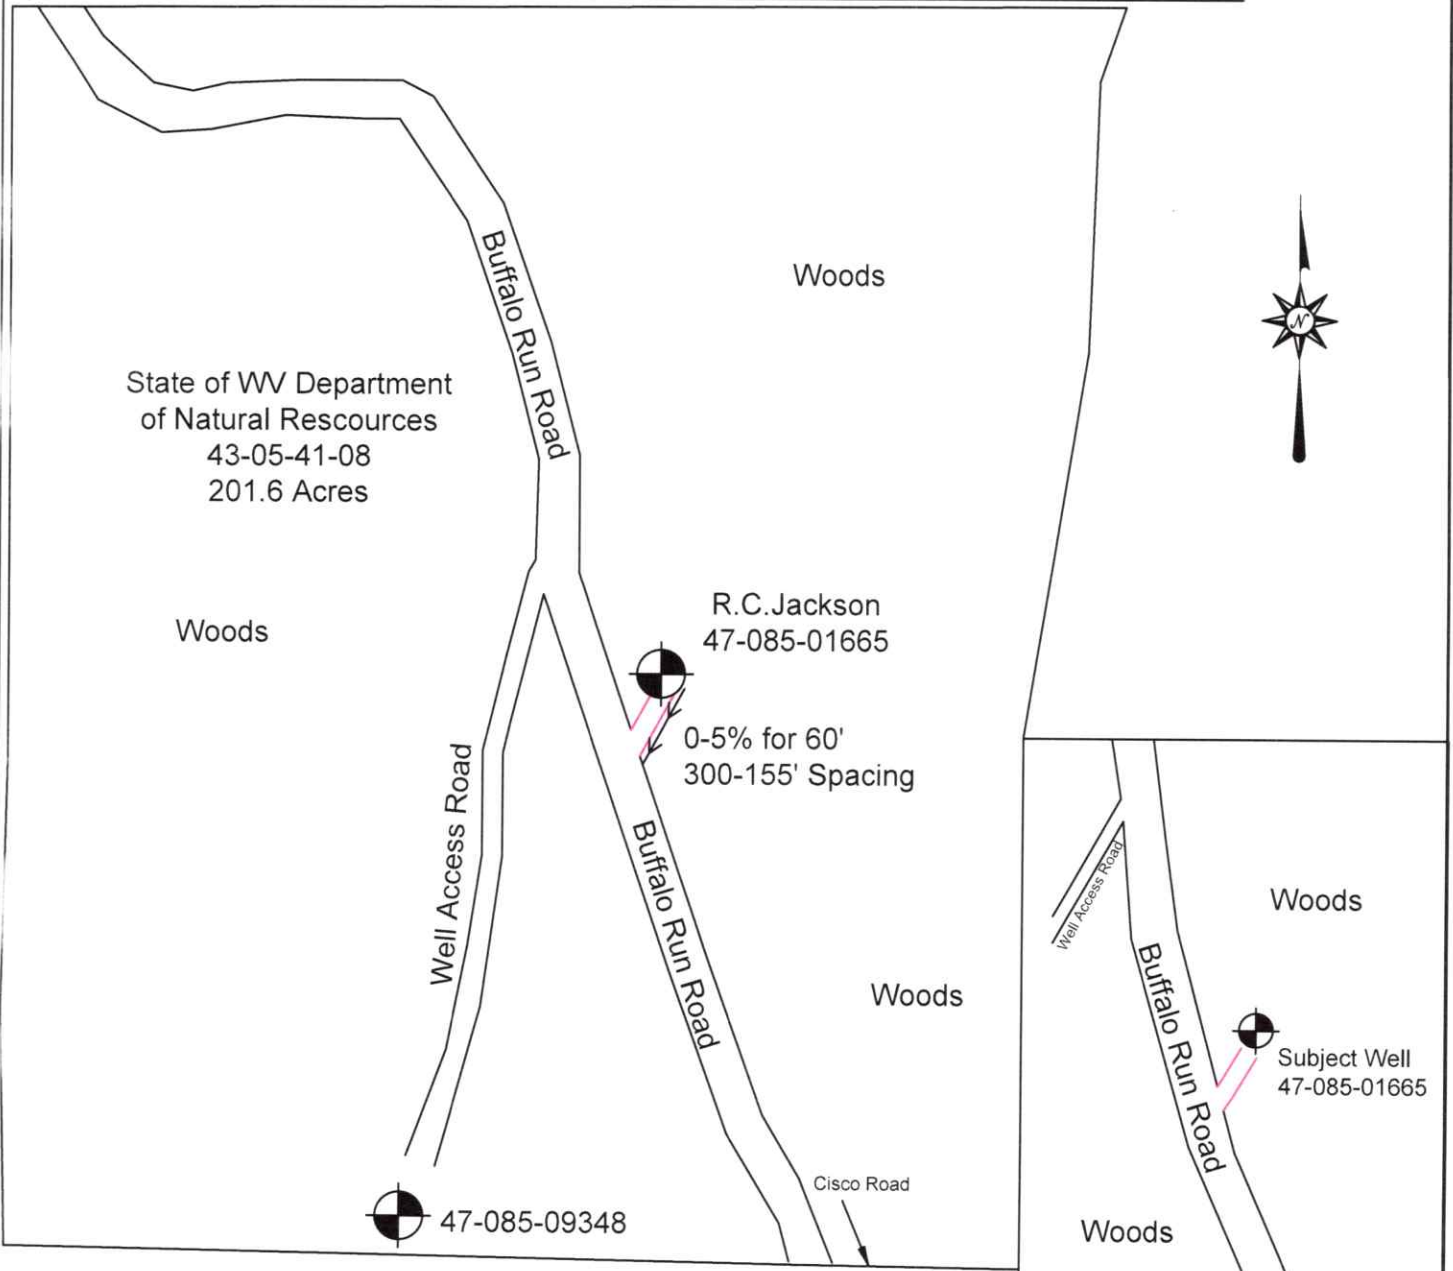 Buffalo Run Road
Woods
N
State of WV Department
of Natural Rescources
43-05-41-08
201.6 Acres
Woods
R.C.Jackson
47-085-01665
0-5% for 60'
300-155' Spacing
Well Access Road
Buffalo Run Road
Woods
Cisco Road
47-085-09348
Well Access Road
Woods
Buffalo Run Road
Subject Well
47-085-01665
Woods